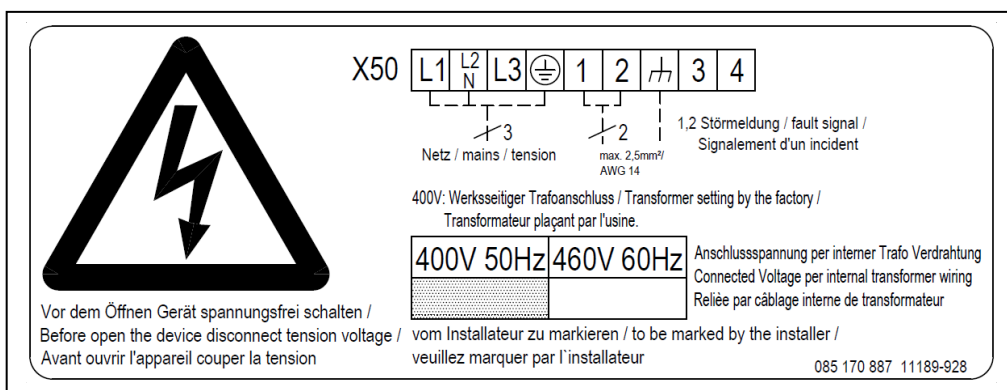 X50 L1 L2 N L3 1 2 3 4
3
2
Netz / mains / tension
max. 2,5mm²/
AWG 14
1,2 Störmeldung / fault signal /
Signalement d'un incident
400V: Werksseitiger Trafoanschluss / Transformer setting by the factory /
Transformateur plaçant par l'usine.
400V 50Hz 460V 60Hz
Anschlussspannung per interner Trafo Verdrahtung
Connected Voltage per internal transformer wiring
Relièe par câblage interne de transformateur
Vor dem Öffnen Gerät spannungsfrei schalten /
Before open the device disconnect tension voltage /
Avant ouvrir l'appareil couper la tension
vom Installateur zu markieren / to be marked by the installer /
veuillez marquer par l`installateur
085 170 887 11189-928